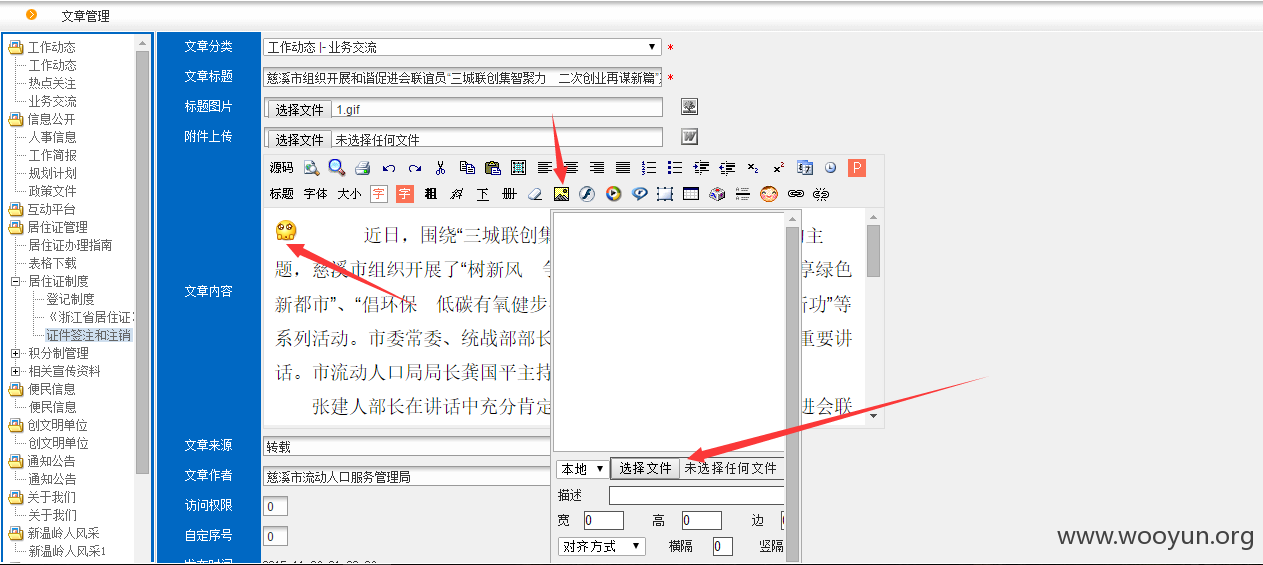 文章管理
工作动态
工作动态
热点关注
业务交流
信息公开
人事信息
工作简报
规划计划
政策文件
互动平台
居住证管理
居住证办理指南
表格下载
居住证制度
登记制度
《浙江省居住证
证件签注和注销
积分制管理
相关宣传资料
便民信息
便民信息
创文明单位
创文明单位
通知公告
通知公告
关于我们
关于我们
新温岭人风采
新温岭人风采1
文章分类 工作动态 |- 业务交流 *
文章标题 慈溪市组织开展和谐促进会联谊员“三城联创集智聚力 二次创业再谋新篇” *
标题图片 选择文件 1.gif
附件上传 选择文件 未选择任何文件
源码 P
标题 字体 大小 字 字 粗 斜 下 册
文章内容
近日，围绕“三城联创集 的主
题，慈溪市组织开展了“树新风 享绿色
新都市”、“倡环保 低碳有氧健步 新功”等
系列活动。市委常委、统战部部长 重要讲
话。市流动人口局局长龚国平主持
张建人部长在讲话中充分肯定 进会联
本地 选择文件 未选择任何文件
描述
宽 0 高 0 边 0
对齐方式 横隔 0 竖隔
文章来源 转载
文章作者 慈溪市流动人口服务管理局
访问权限 0
自定序号 0
www.wooyun.org